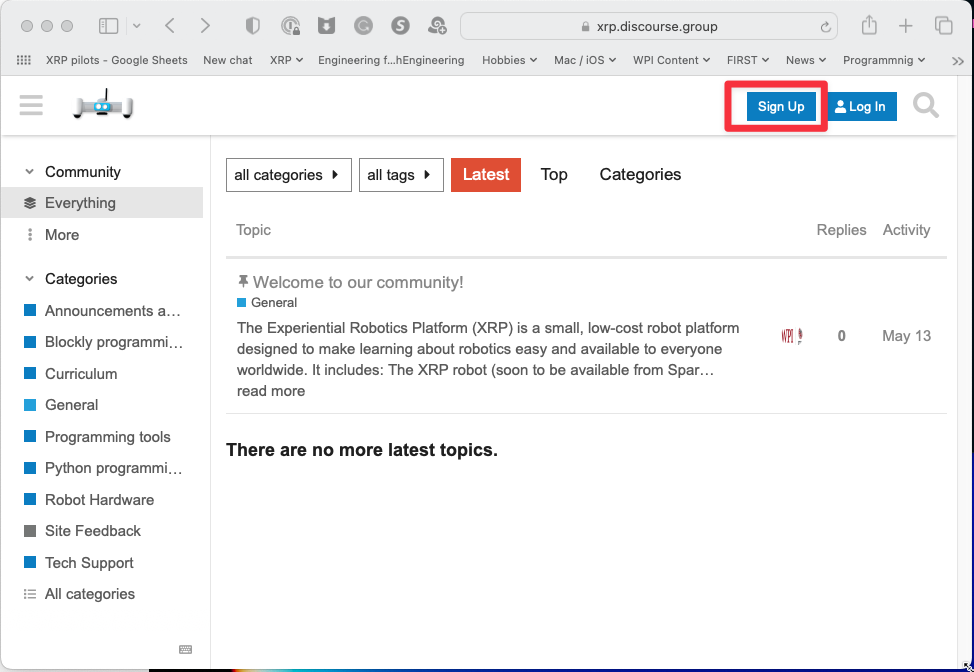 xrp.discourse.group
XRP pilots - Google Sheets New chat XRP Engineering f...hEngineering Hobbies Mac / iOS WPI Content FIRST News Programmnig
Sign Up Log In
Community
Everything
More
Categories
Announcements a...
Blockly programmi...
Curriculum
General
Programming tools
Python programmi...
Robot Hardware
Site Feedback
Tech Support
All categories
all categories all tags Latest Top Categories
Topic Replies Activity
Welcome to our community!
General
The Experiential Robotics Platform (XRP) is a small, low-cost robot platform
designed to make learning about robotics easy and available to everyone
worldwide. It includes: The XRP robot (soon to be available from Spar...
read more
WPI 0 May 13
There are no more latest topics.